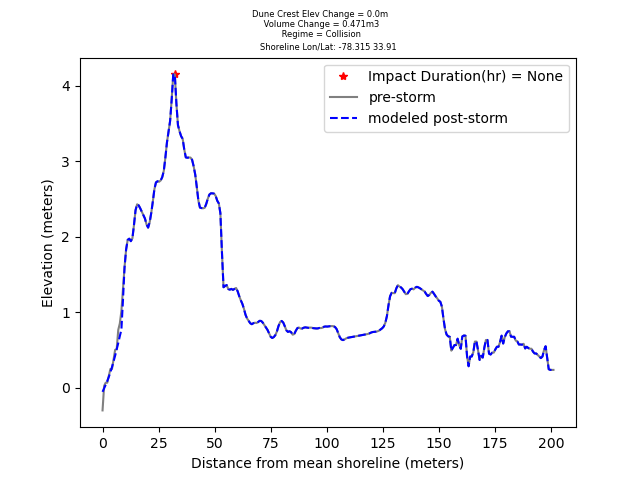 Dune Crest Elev Change = 0.0m
Volume Change = 0.471m3
Regime = Collision
Shoreline Lon/Lat: -78.315 33.91
Impact Duration(hr) = None
pre-storm
modeled post-storm
Elevation (meters)
4
3
2
1
0
0 25 50 75 100 125 150 175 200
Distance from mean shoreline (meters)